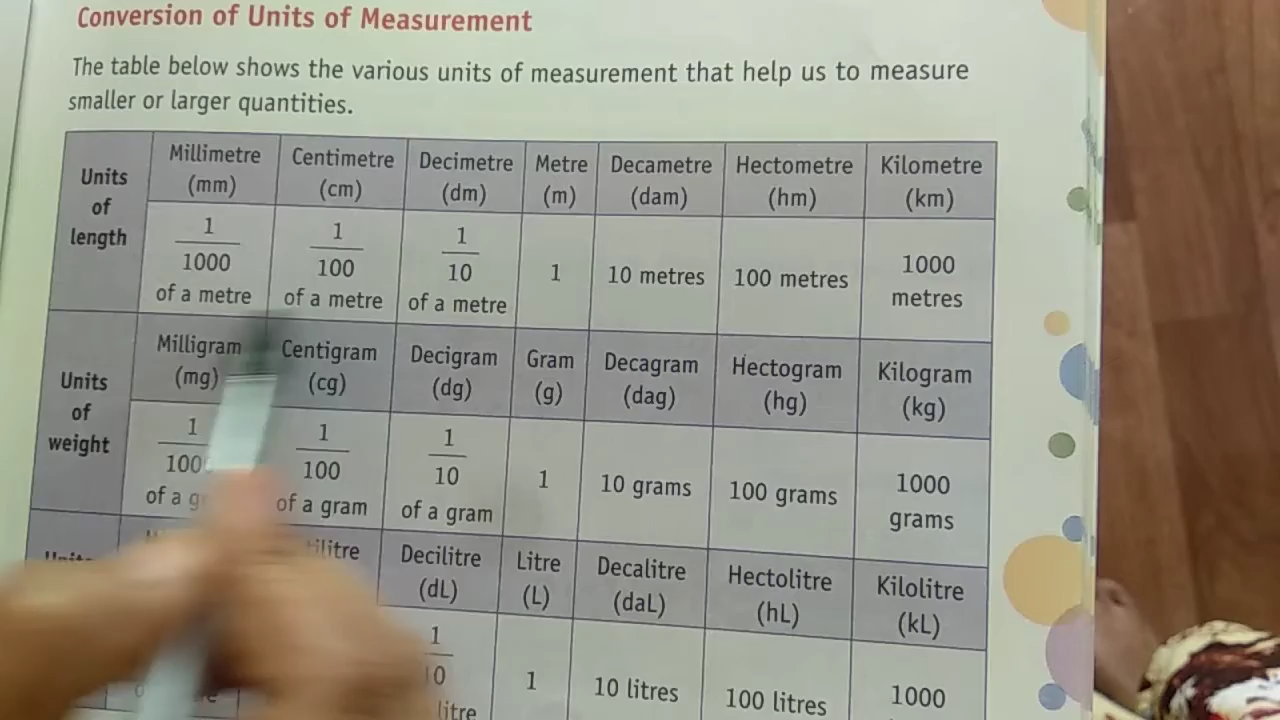 Conversion of Units of Measurement
The table below shows the various units of measurement that help us to measure
smaller or larger quantities.
Units of length
Millimetre (mm)
Centimetre (cm)
Decimetre (dm)
Metre (m)
Decametre (dam)
Hectometre (hm)
Kilometre (km)
1/1000 of a metre
1/100 of a metre
1/10 of a metre
1
10 metres
100 metres
1000 metres
Units of weight
Milligram (mg)
Centigram (cg)
Decigram (dg)
Gram (g)
Decagram (dag)
Hectogram (hg)
Kilogram (kg)
of a
1/100 of a gram
1/10 of a gram
1
10 grams
100 grams
1000 grams
Decilitre (dL)
Litre (L)
Decalitre (daL)
Hectolitre (hL)
Kilolitre (kL)
litre
1
10 litres
100 litres
1000